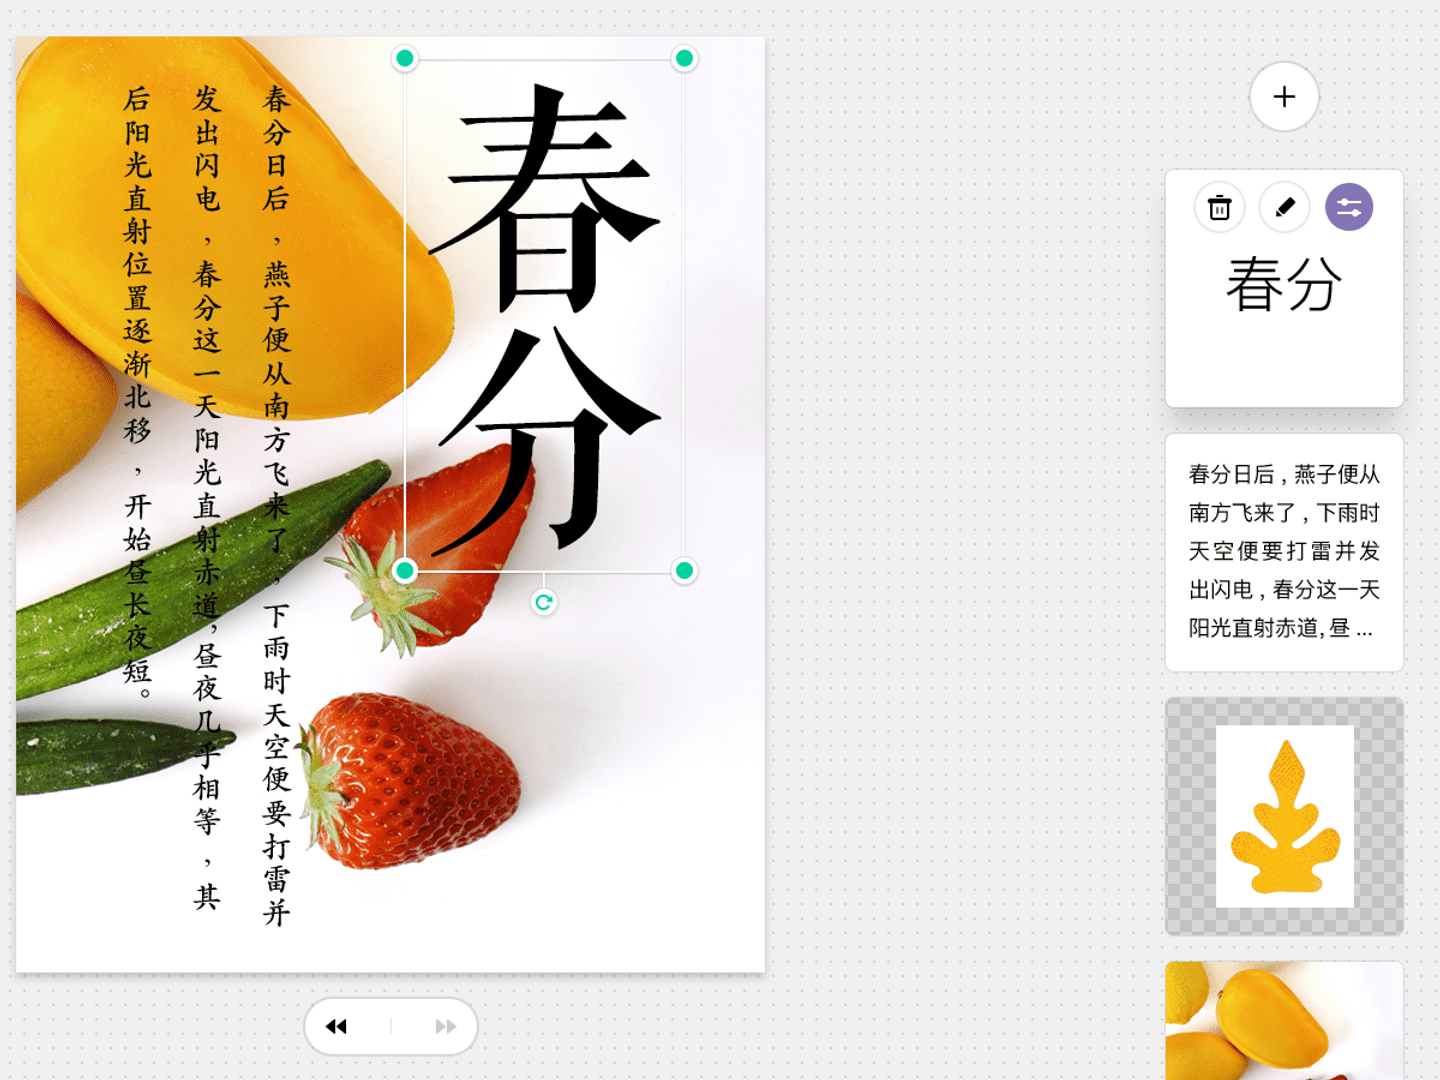 春分
春分日后，燕子便从南方飞来了，下雨时天空便要打雷并
发出闪电，春分这一天阳光直射赤道,昼夜几乎相等，其
后阳光直射位置逐渐北移，开始昼长夜短。
春分
春分日后，燕子便从
南方飞来了，下雨时
天空便要打雷并发
出闪电，春分这一天
阳光直射赤道,昼 ...